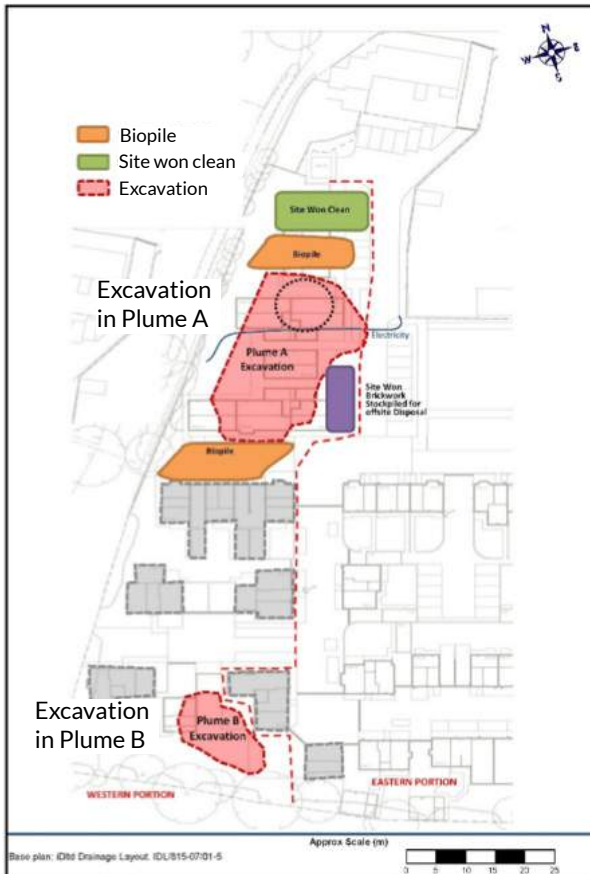 N
W
E
S
Biopile
Site won clean
Excavation
Site Won Clean
Biopile
Excavation
in Plume A
Electricity
Plume A
Excavation
Site Won
Brickwork
Stockpiled for
offsite Disposal
Biopile
Excavation
in Plume B
Plume B
Excavation
WESTERN PORTION
EASTERN PORTION
Approx Scale (m)
Base plan: iDltd Drainage Layout. IDL/815-07/01-5
0 5 10 15 20 25